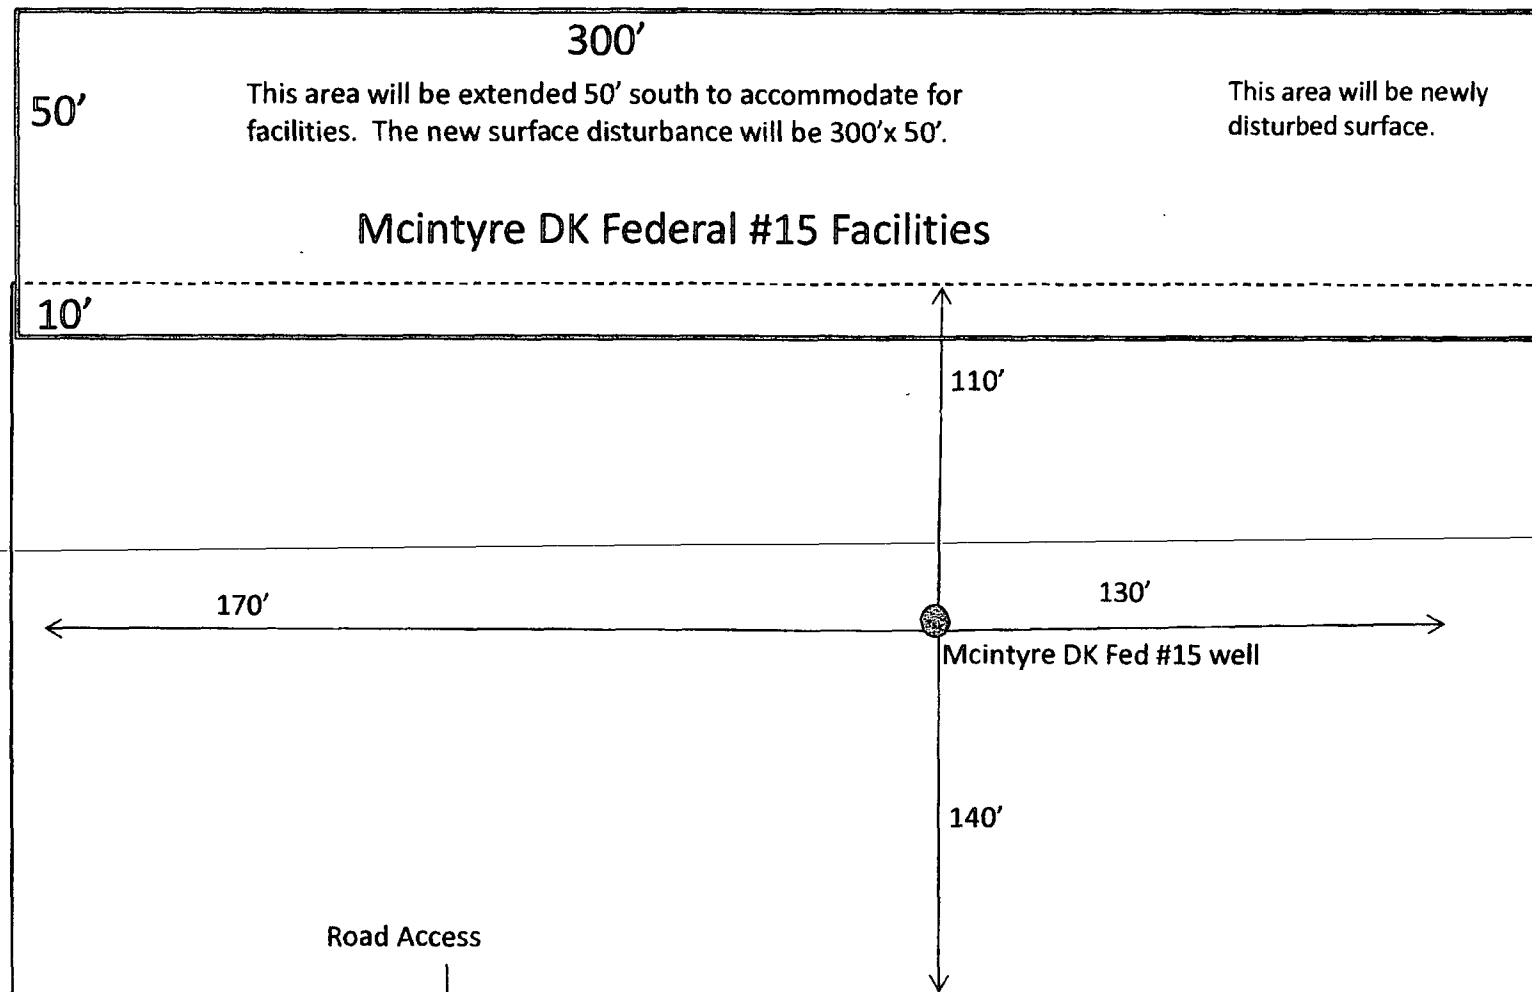 300'
50'
This area will be extended 50' south to accommodate for
facilities. The new surface disturbance will be 300'x 50'.
This area will be newly
disturbed surface.
Mcintyre DK Federal #15 Facilities
10'
110'
170'
130'
Mcintyre DK Fed #15 well
140'
Road Access